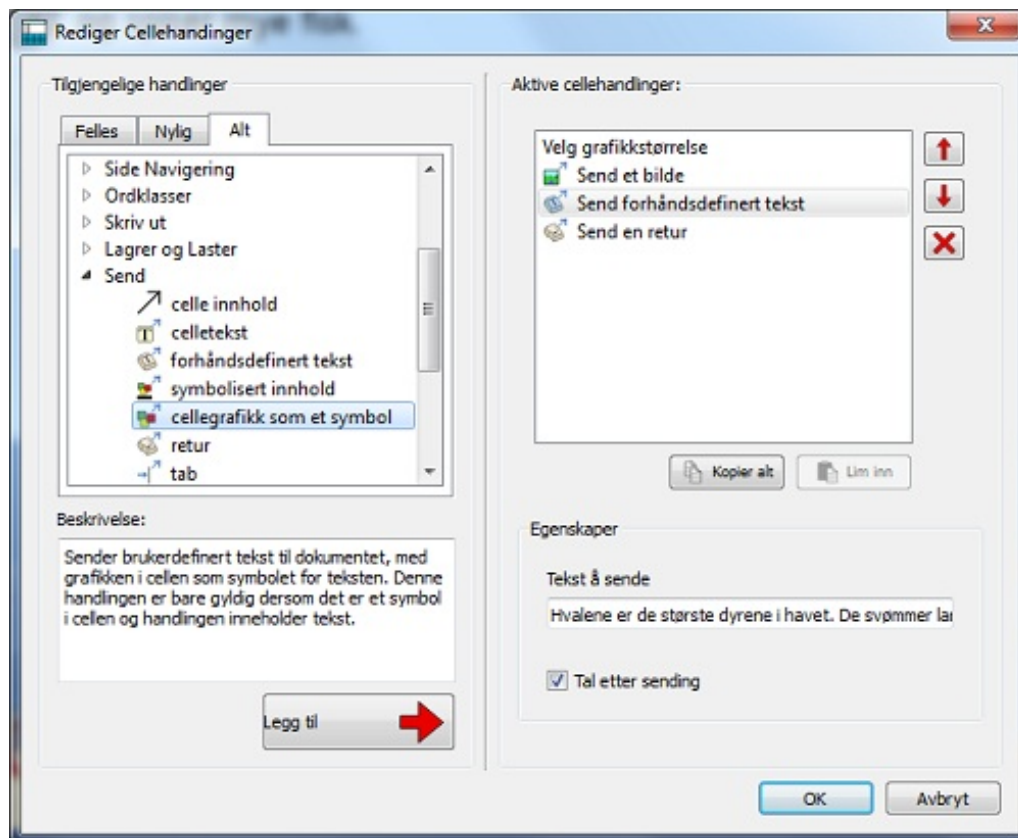 ye fisk.
Rediger Cellehandinger
Tilgjengelige handlinger
Felles
Nylig
Alt
Side Navigering
Ordklasser
Skriv ut
Lagrer og Laster
Send
celle innhold
celletekst
forhåndsdefinert tekst
symbolisert innhold
cellegrafikk som et symbol
retur
tab
Beskrivelse:
Sender brukerdefinert tekst til dokumentet, med
grafikken i cellen som symbolet for teksten. Denne
handlingen er bare gyldig dersom det er et symbol
i cellen og handlingen inneholder tekst.
Legg til
Aktive cellehandlinger:
Velg grafikkstørrelse
Send et bilde
Send forhåndsdefinert tekst
Send en retur
Kopier alt
Lim inn
Egenskaper
Tekst å sende
Hvalene er de største dyrene i havet. De svømmer lan
Tal etter sending
OK
Avbryt